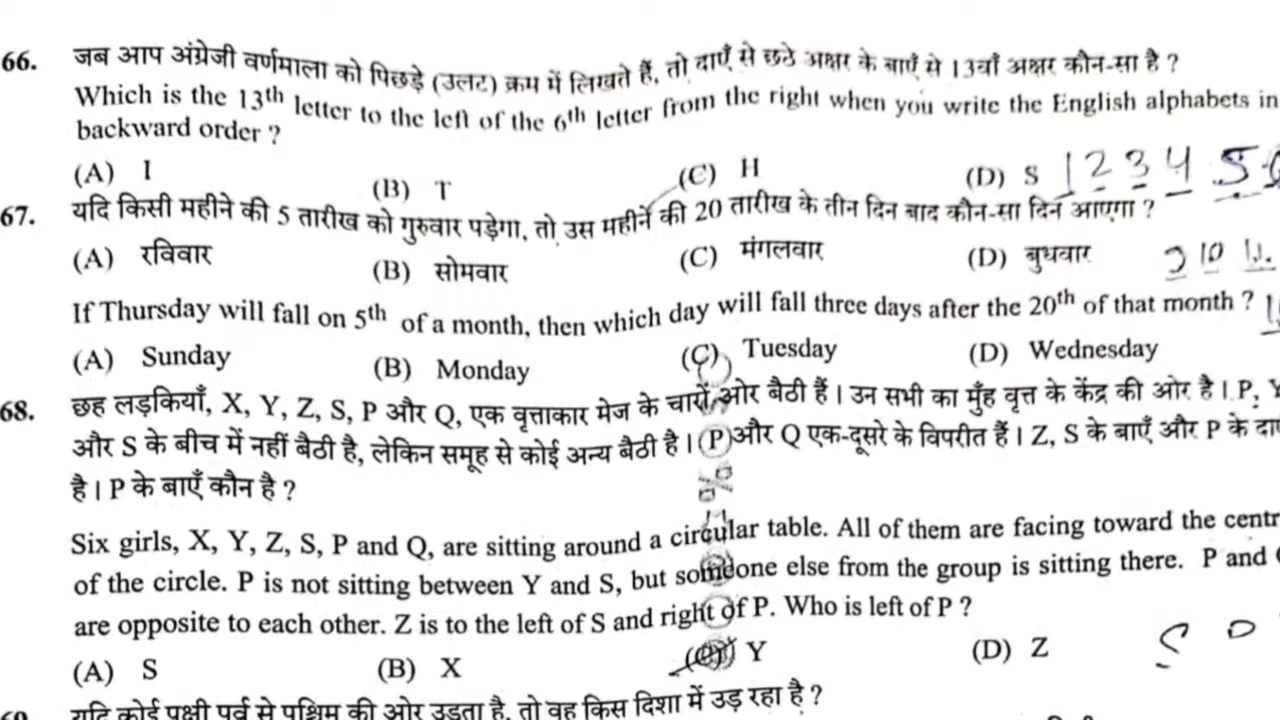 66. जब आप अंग्रेजी वर्णमाला को पिछड़े (उलट) क्रम में लिखते हैं, तो दाएँ से छठे अक्षर के बाएँ से 13वाँ अक्षर कौन-सा है ?
Which is the 13th letter to the left of the 6th letter from the right when you write the English alphabets in
backward order ?
(A) I (B) T (C) H (D) S 1 2 3 4 5
67. यदि किसी महीने की 5 तारीख को गुरुवार पड़ेगा, तो उस महीने की 20 तारीख के तीन दिन बाद कौन-सा दिन आएगा ?
(A) रविवार (B) सोमवार (C) मंगलवार (D) बुधवार 10 11
If Thursday will fall on 5th of a month, then which day will fall three days after the 20th of that month ?
(A) Sunday (B) Monday (C) Tuesday (D) Wednesday
68. छह लड़कियाँ, X, Y, Z, S, P और Q, एक वृत्ताकार मेज के चारों ओर बैठी हैं । उन सभी का मुँह वृत्त के केंद्र की ओर है । P, Y
और S के बीच में नहीं बैठी है, लेकिन समूह से कोई अन्य बैठी है । P और Q एक-दूसरे के विपरीत हैं । Z, S के बाएँ और P के
है । P के बाएँ कौन है ?
Six girls, X, Y, Z, S, P and Q, are sitting around a circular table. All of them are facing toward the centr
of the circle. P is not sitting between Y and S, but someone else from the group is sitting there. P and
are opposite to each other. Z is to the left of S and right of P. Who is left of P ?
(A) S (B) X (C) Y (D) Z
यदि कोई पक्षी पूर्व से पश्चिम की ओर उड़ता है, तो वह किस दिशा में उड़ रहा है ?